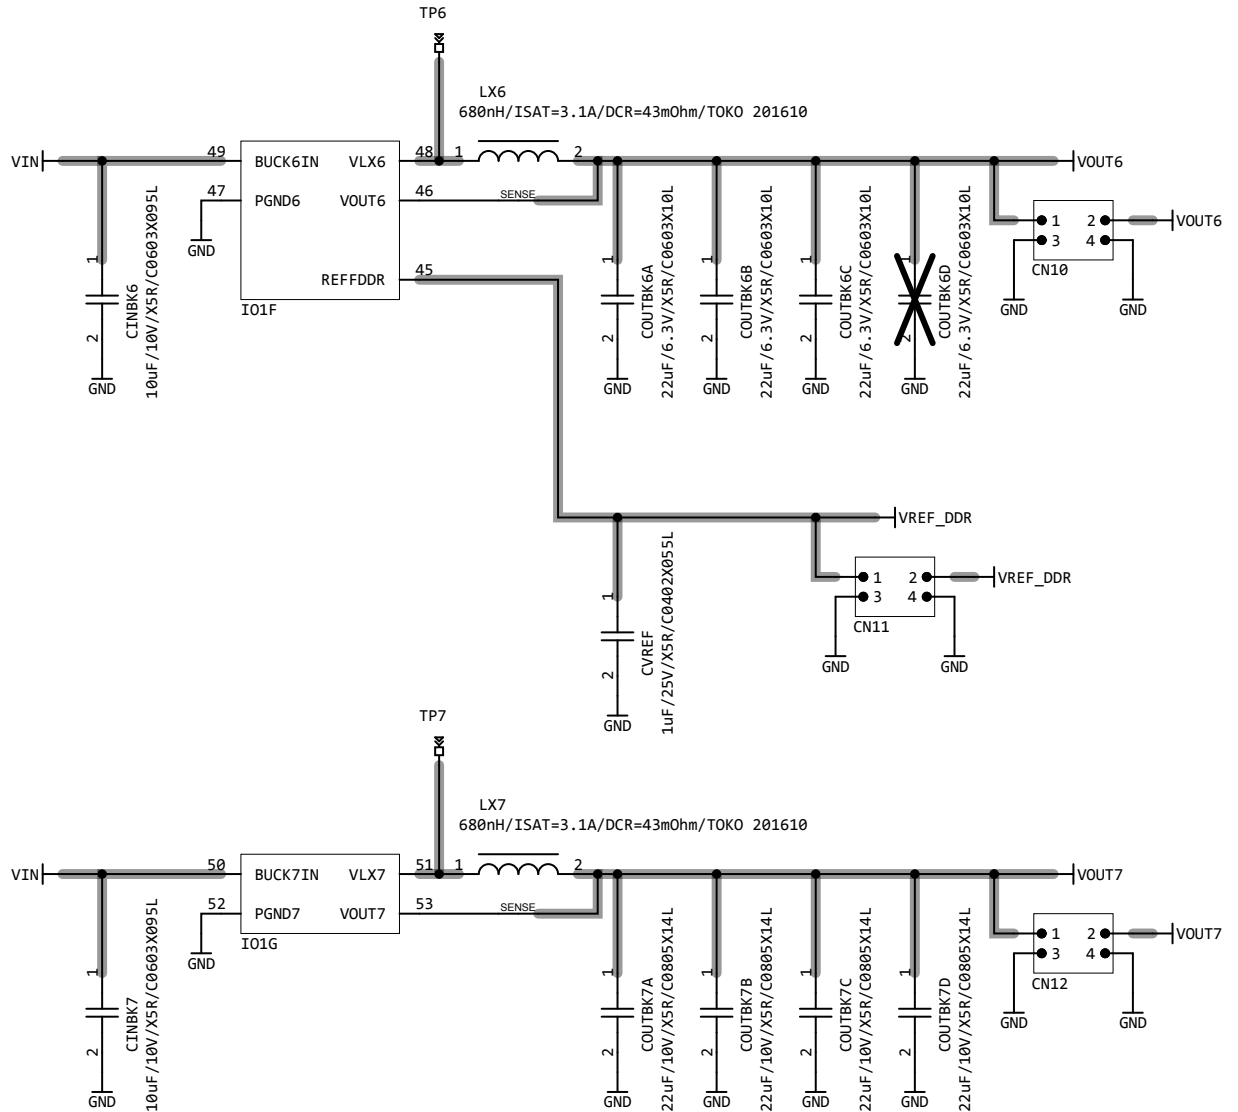 TP6
LX6
680nH/ISAT=3.1A/DCR=43mOhm/TOKO 201610
VIN 49 BUCK6IN VLX6 48 1 2 VOUT6
47 PGND6 VOUT6 46 SENSE
GND
REFFDDR 45
IO1F
1 2 VOUT6
3 4
CN10
GND GND
1 2 GND
CINBK6
10uF/10V/X5R/C0603X095L
1 2 GND
COUTBK6A
22uF/6.3V/X5R/C0603X10L
1 2 GND
COUTBK6B
22uF/6.3V/X5R/C0603X10L
1 2 GND
COUTBK6C
22uF/6.3V/X5R/C0603X10L
1 2 GND
COUTBK6D
22uF/6.3V/X5R/C0603X10L
VREF_DDR
1 2 VREF_DDR
3 4
CN11
GND GND
1 2 GND
CVREF
1uF/25V/X5R/C0402X055L
TP7
LX7
680nH/ISAT=3.1A/DCR=43mOhm/TOKO 201610
VIN 50 BUCK7IN VLX7 51 1 2 VOUT7
52 PGND7 VOUT7 53 SENSE
GND
IO1G
1 2 VOUT7
3 4
CN12
GND GND
1 2 GND
CINBK7
10uF/10V/X5R/C0603X095L
1 2 GND
COUTBK7A
22uF/10V/X5R/C0805X14L
1 2 GND
COUTBK7B
22uF/10V/X5R/C0805X14L
1 2 GND
COUTBK7C
22uF/10V/X5R/C0805X14L
1 2 GND
COUTBK7D
22uF/10V/X5R/C0805X14L